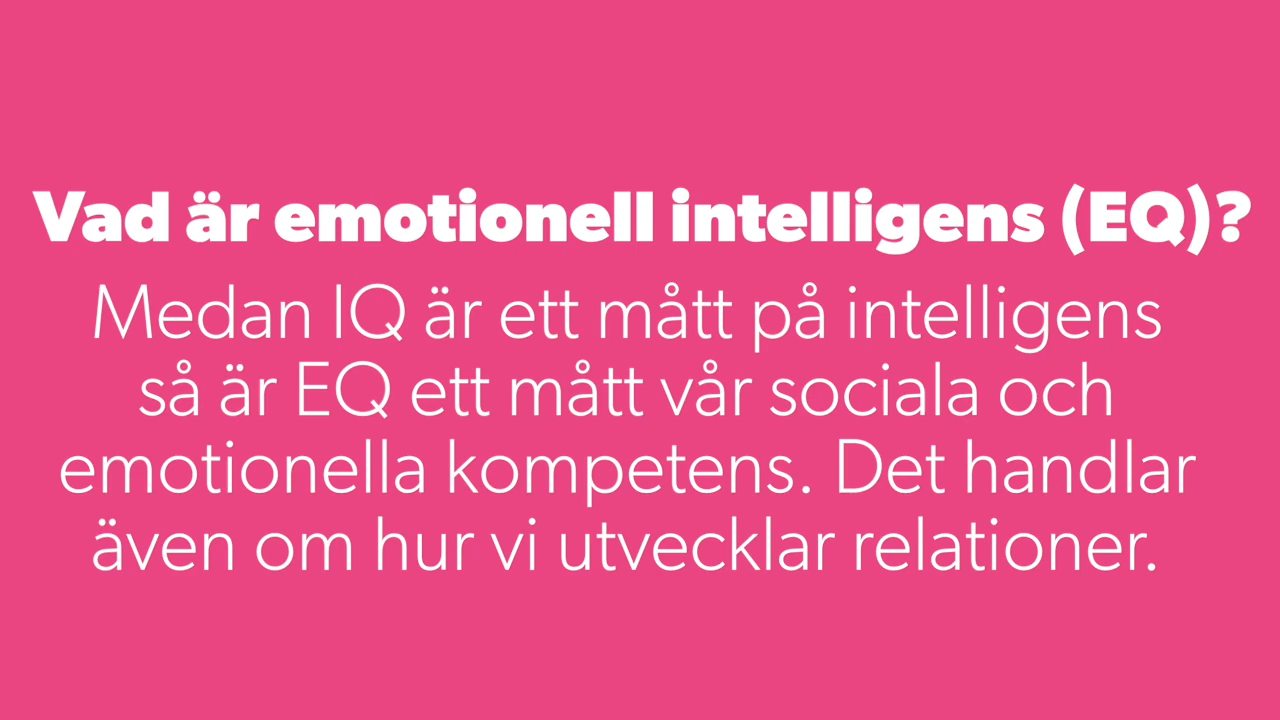 Vad är emotionell intelligens (EQ)?
Medan IQ är ett mått på intelligens
så är EQ ett mått vår sociala och
emotionella kompetens. Det handlar
även om hur vi utvecklar relationer.